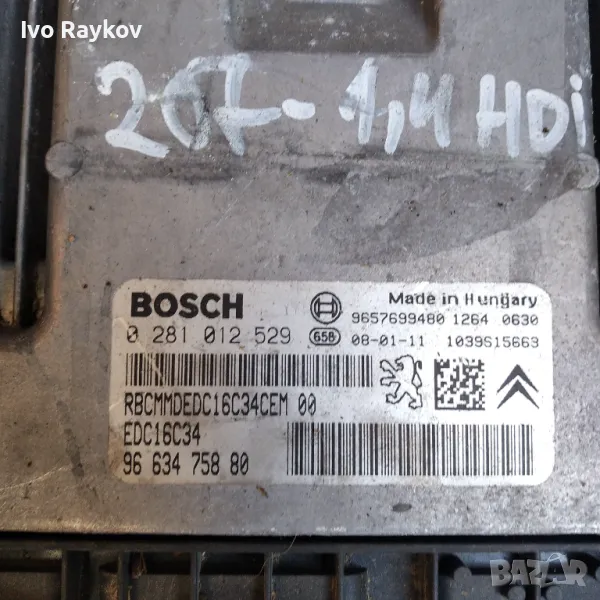 Ivo Raykov
207-1,4 HDi
BOSCH
Made in Hungary
9657699480 1264 0630
0 281 012 529
658
08-01-11 1039S15663
RBCMMDEDC16C34CEM 00
EDC16C34
96 634 758 80
BAZAR